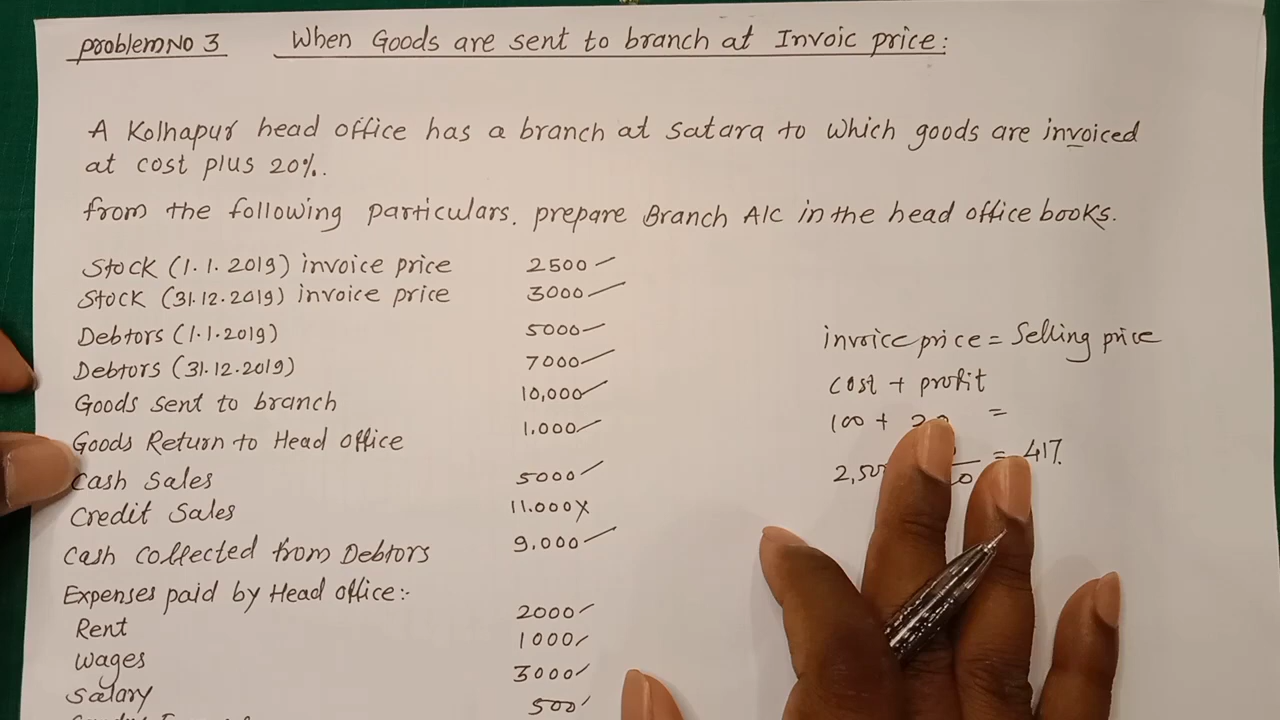 problem No 3 When Goods are sent to branch at Invoic price:
A Kolhapur head office has a branch at Satara to which goods are invoiced
at cost plus 20%.
from the following particulars. prepare Branch A/C in the head office books.
Stock (1.1.2019) invoice price 2500
Stock (31.12.2019) invoice price 3000
Debtors (1.1.2019) 5000
Debtors (31.12.2019) 7000
Goods sent to branch 10,000
Goods Return to Head office 1.000
Cash Sales 5000
Credit Sales 11.000 x
Cash Collected from Debtors 9.000
Expenses paid by Head office:-
Rent 2000
Wages 1000
Salary 3000
500
invoice price = Selling price
Cost + profit
100 + 20 =
= 417